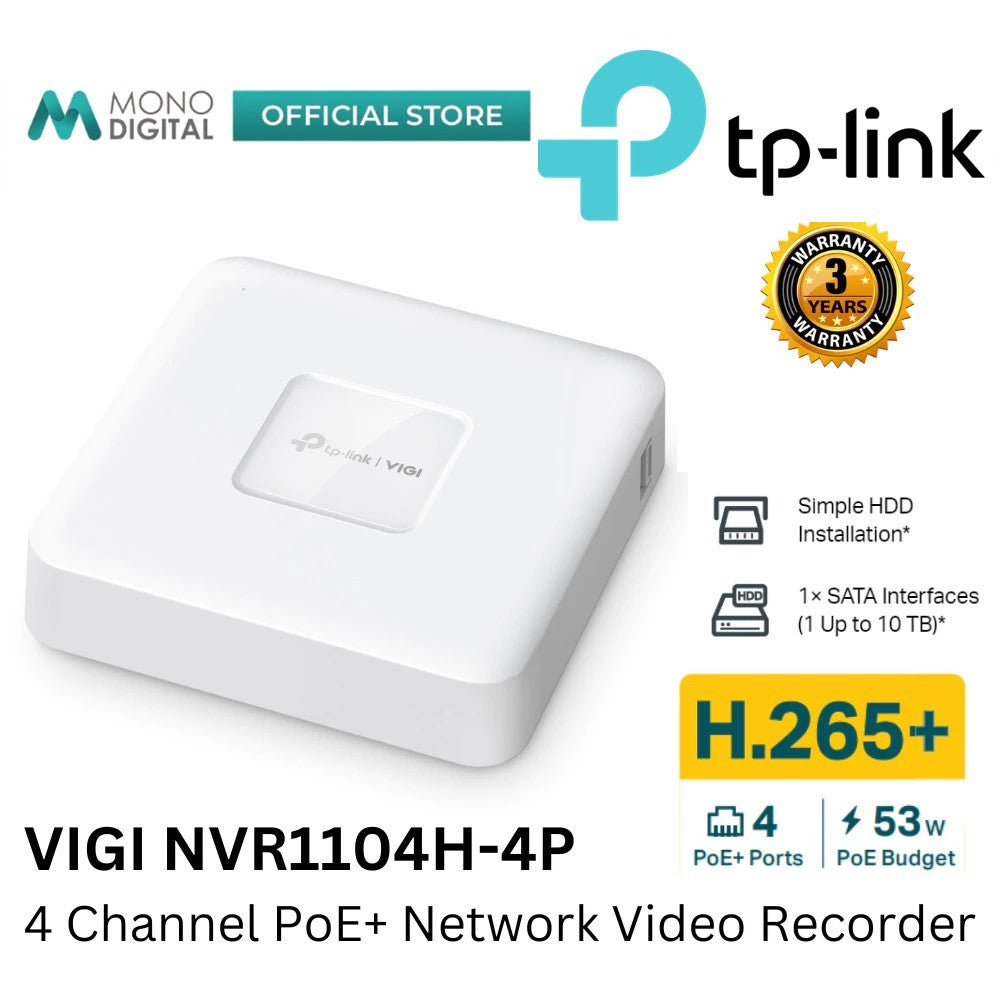 MONO
DIGITAL
OFFICIAL STORE
tp-link
WARRANTY
3
YEARS
WARRANTY
tp-link | VIGI
Simple HDD
Installation*
HDD
1× SATA Interfaces
(1 Up to 10 TB)*
H.265+
4
PoE+ Ports
53W
PoE Budget
VIGI NVR1104H-4P
4 Channel PoE+ Network Video Recorder